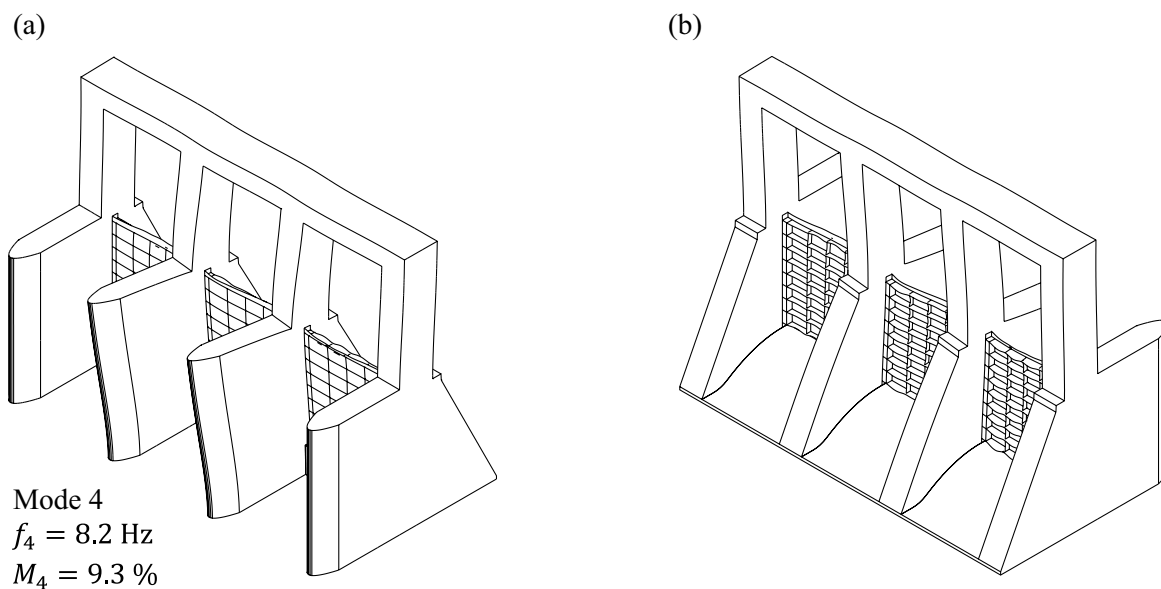 (a)
(b)
Mode 4
f₄ = 8.2 Hz
M₄ = 9.3 %